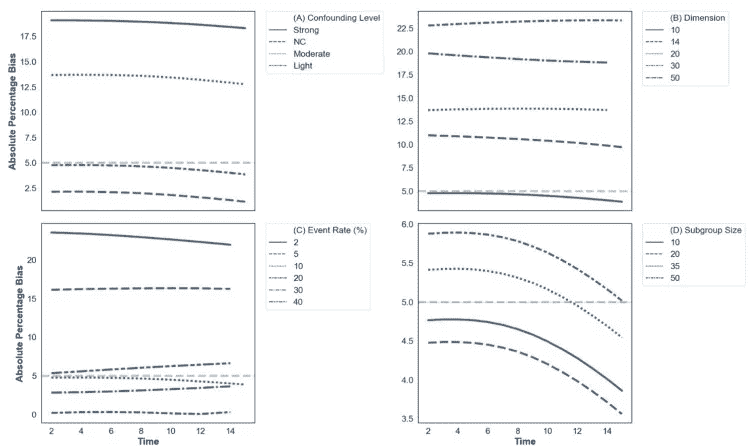 (A) Confounding Level
Strong
NC
Moderate
Light
17.5
15.0
12.5
10.0
7.5
5.0
2.5
Absolute Percentage Bias
(B) Dimension
10
14
20
30
50
22.5
20.0
17.5
15.0
12.5
10.0
7.5
5.0
(C) Event Rate (%)
2
5
10
20
30
40
20
15
10
5
0
Absolute Percentage Bias
2 4 6 8 10 12 14
Time
(D) Subgroup Size
10
20
35
50
6.0
5.5
5.0
4.5
4.0
3.5
2 4 6 8 10 12 14
Time